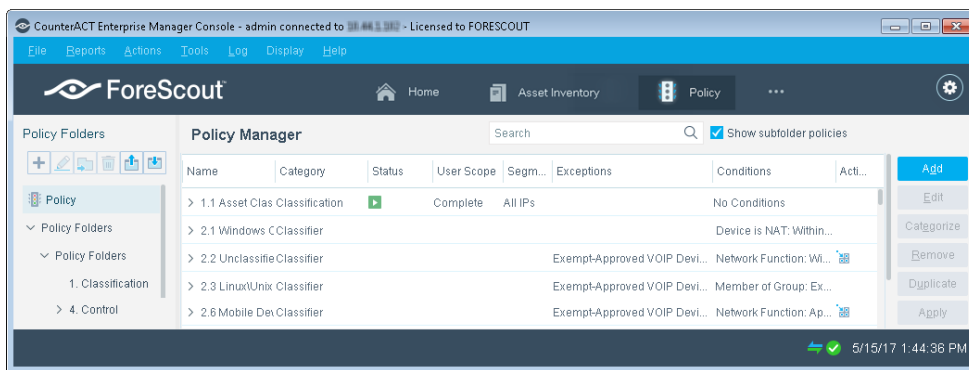 CounterACT Enterprise Manager Console - admin connected to - Licensed to FORESCOUT
File Reports Actions Tools Log Display Help
ForeScout Home Asset Inventory Policy •••
Policy Folders
Policy Manager Search Show subfolder policies
Name Category Status User Scope Segm... Exceptions Conditions Acti...
Add
Policy
> 1.1 Asset Clas Classification Complete All IPs No Conditions
Edit
Policy Folders
> 2.1 Windows C Classifier Device is NAT: Within...
Categorize
Policy Folders
> 2.2 Unclassifie Classifier Exempt-Approved VOIP Devi... Network Function: Wi...
Remove
1. Classification
> 2.3 Linux\Unix Classifier Exempt-Approved VOIP Devi... Member of Group: Ex...
Duplicate
> 4. Control
> 2.6 Mobile Dev Classifier Exempt-Approved VOIP Devi... Network Function: Ap...
Apply
5/15/17 1:44:36 PM